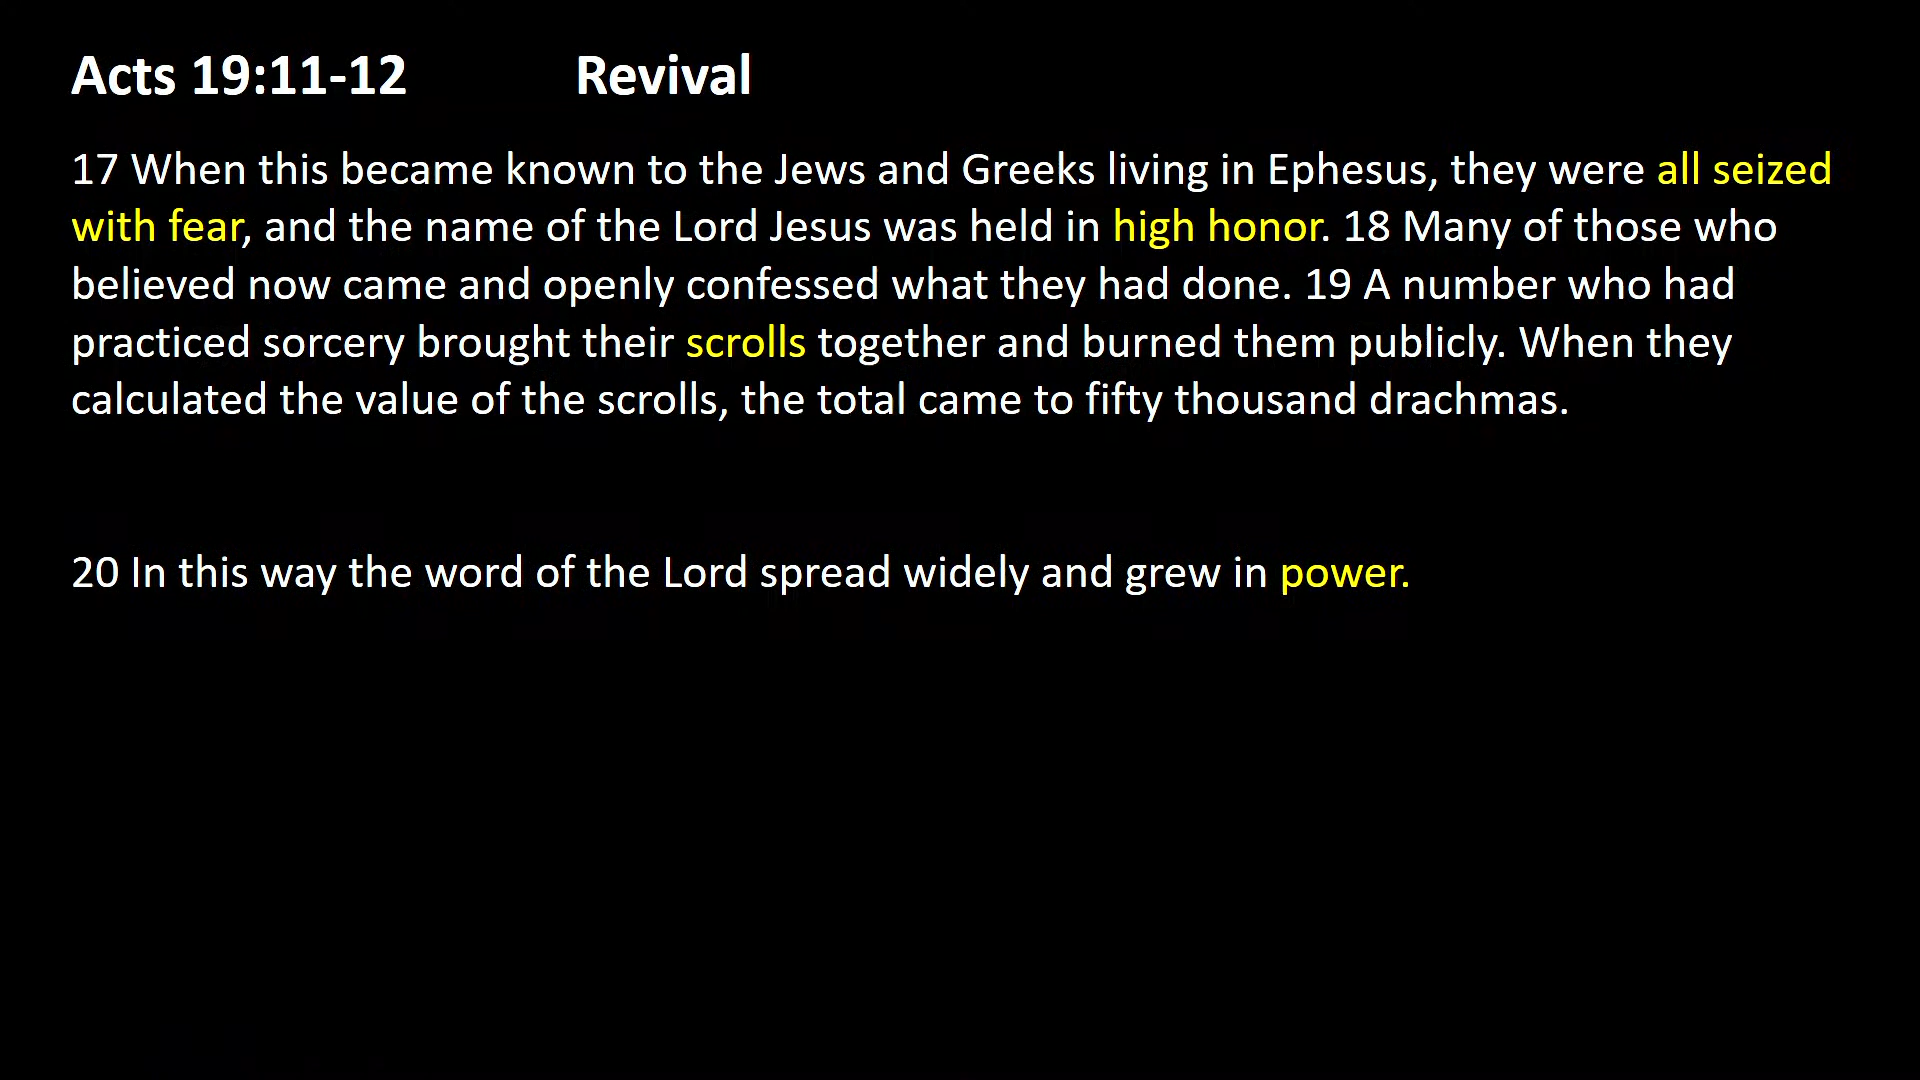 Acts 19:11-12 Revival
17 When this became known to the Jews and Greeks living in Ephesus, they were all seized
with fear, and the name of the Lord Jesus was held in high honor. 18 Many of those who
believed now came and openly confessed what they had done. 19 A number who had
practiced sorcery brought their scrolls together and burned them publicly. When they
calculated the value of the scrolls, the total came to fifty thousand drachmas.
20 In this way the word of the Lord spread widely and grew in power.